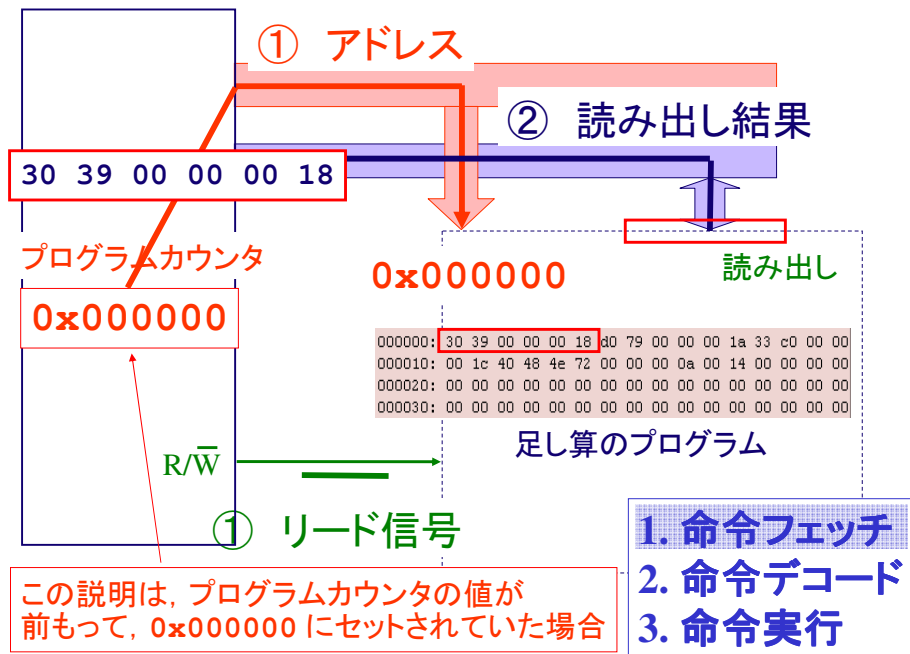 ① アドレス
② 読み出し結果
30 39 00 00 00 18
プログラムカウンタ
0x000000
0x000000
読み出し
000000: 30 39 00 00 00 18 d0 79 00 00 00 1a 33 c0 00 00
000010: 00 1c 40 48 4e 72 00 00 00 0a 00 14 00 00 00 00
000020: 00 00 00 00 00 00 00 00 00 00 00 00 00 00 00 00
000030: 00 00 00 00 00 00 00 00 00 00 00 00 00 00 00 00
足し算のプログラム
R/W̅
① リード信号
1. 命令フェッチ
2. 命令デコード
3. 命令実行
この説明は，プログラムカウンタの値が
前もって，0x000000 にセットされていた場合